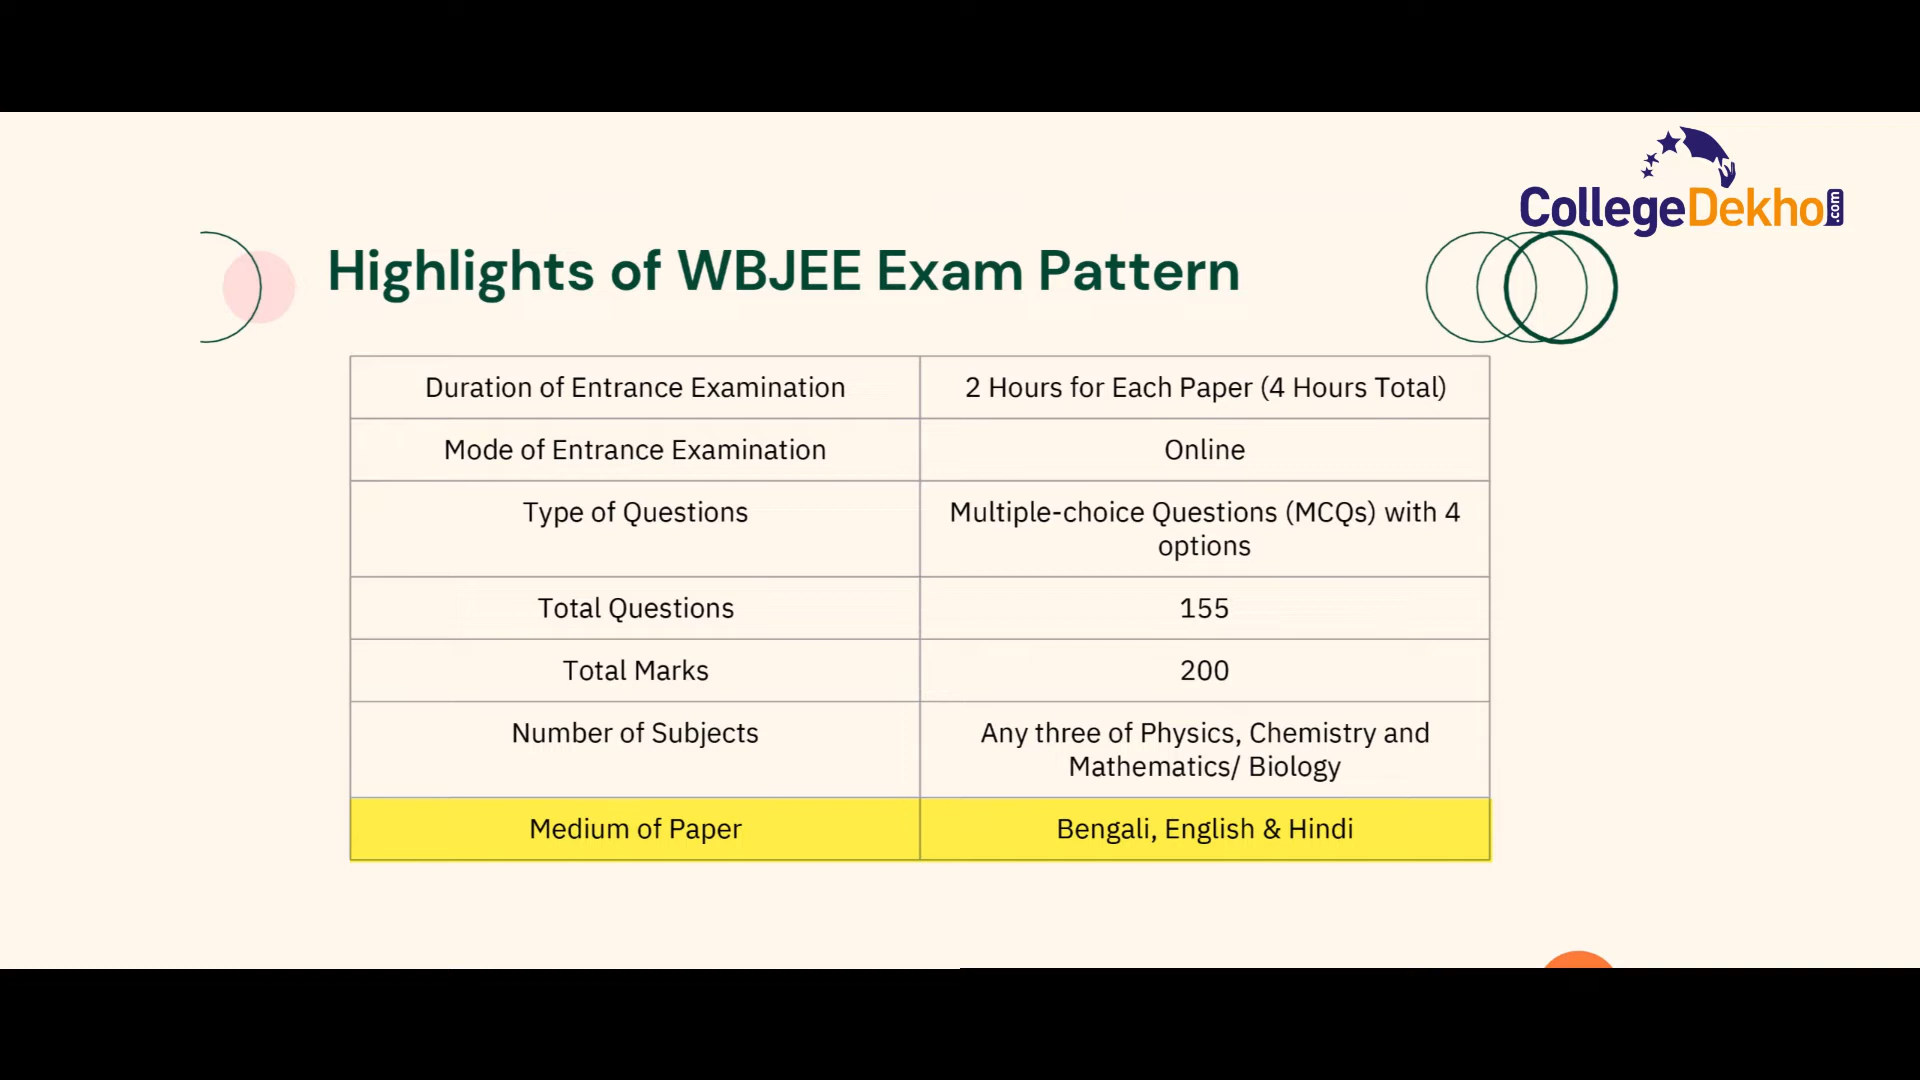 CollegeDekho.com
Highlights of WBJEE Exam Pattern
Duration of Entrance Examination
2 Hours for Each Paper (4 Hours Total)
Mode of Entrance Examination
Online
Type of Questions
Multiple-choice Questions (MCQs) with 4
options
Total Questions
155
Total Marks
200
Number of Subjects
Any three of Physics, Chemistry and
Mathematics/ Biology
Medium of Paper
Bengali, English & Hindi